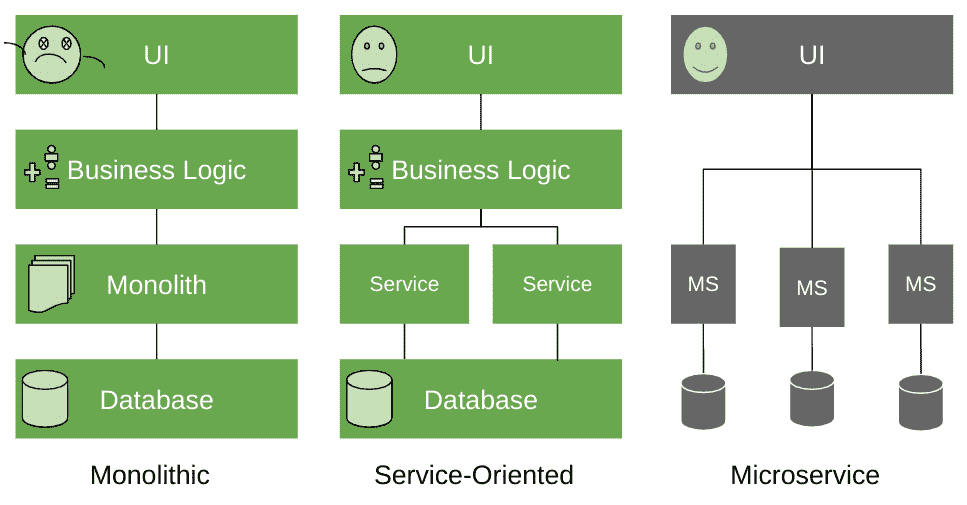 UI
Business Logic
Monolith
Database
Monolithic
UI
Business Logic
Service
Service
Database
Service-Oriented
UI
MS
MS
MS
Microservice